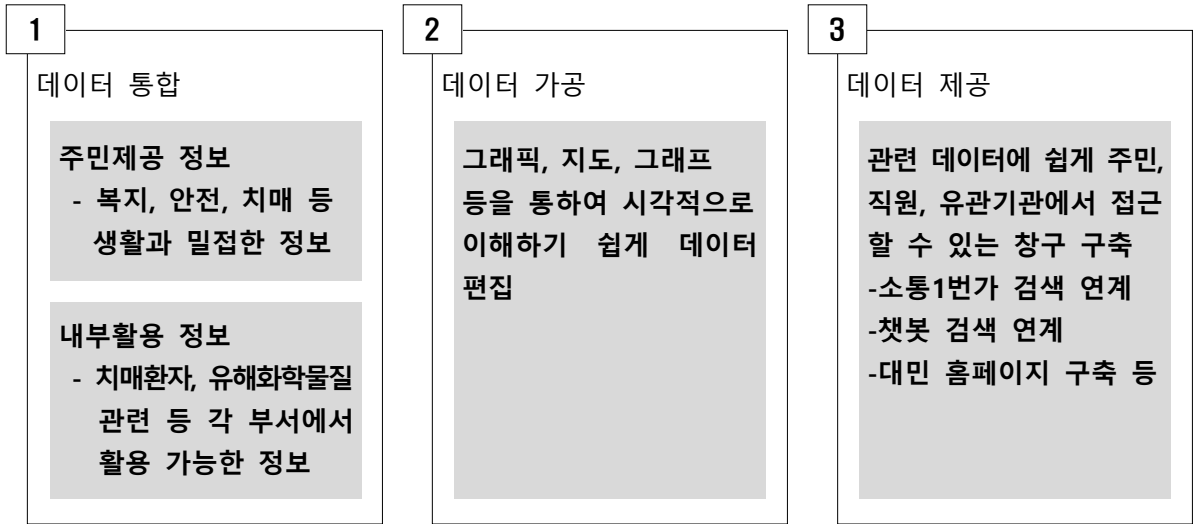 1
데이터 통합
주민제공 정보
- 복지, 안전, 치매 등
생활과 밀접한 정보
내부활용 정보
- 치매환자, 유해화학물질
관련 등 각 부서에서
활용 가능한 정보
2
데이터 가공
그래픽, 지도, 그래프
등을 통하여 시각적으로
이해하기 쉽게 데이터
편집
3
데이터 제공
관련 데이터에 쉽게 주민,
직원, 유관기관에서 접근
할 수 있는 창구 구축
-소통1번가 검색 연계
-챗봇 검색 연계
-대민 홈페이지 구축 등